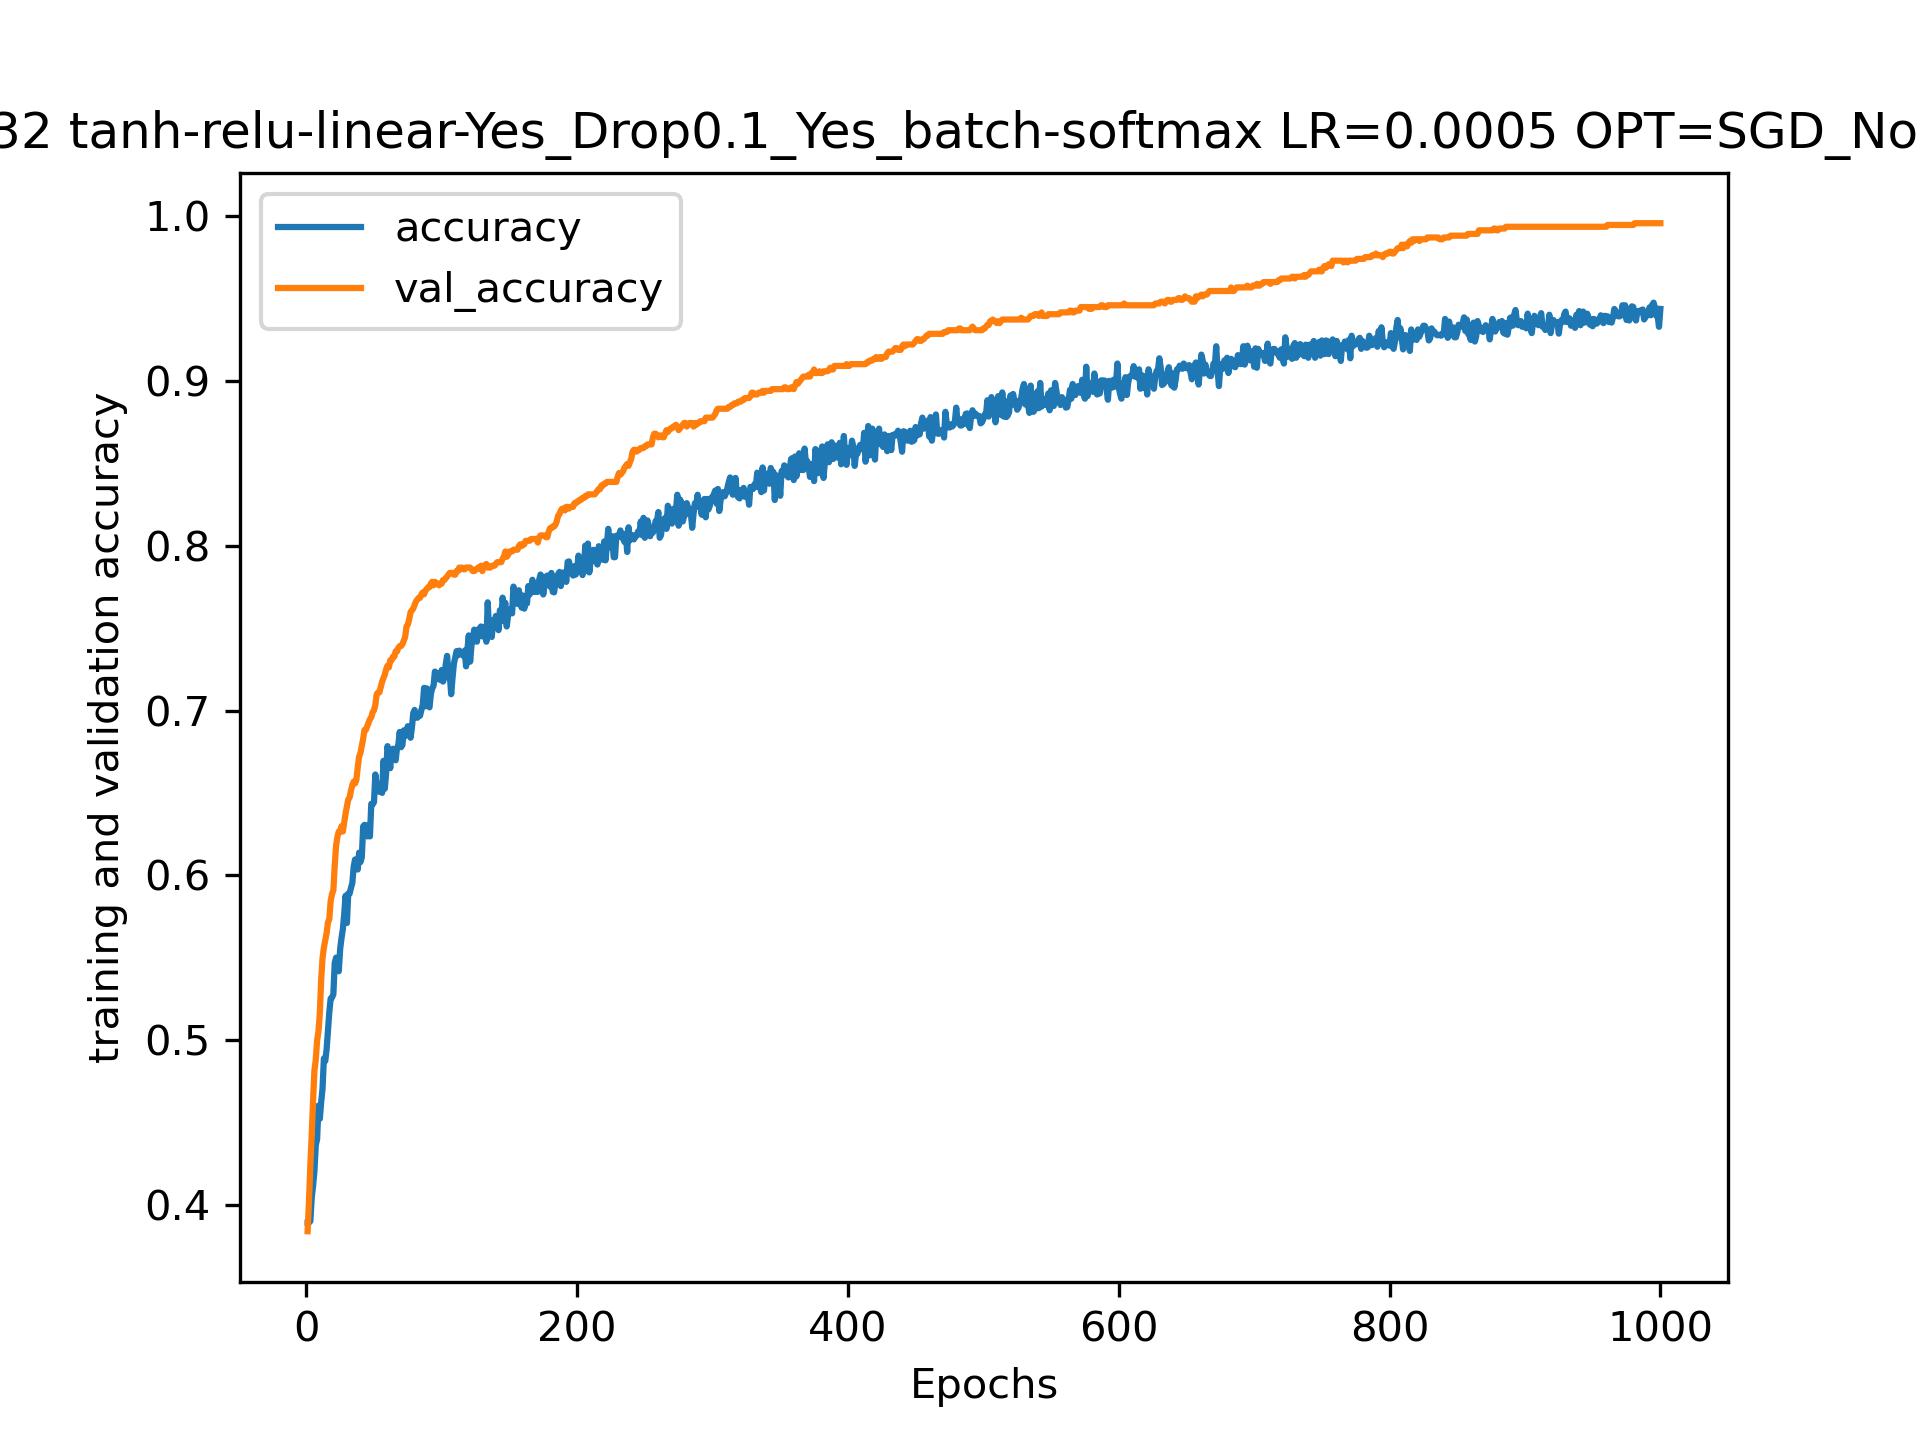 32 tanh-relu-linear-Yes_Drop0.1_Yes_batch-softmax LR=0.0005 OPT=SGD_No
accuracy
val_accuracy
1.0
0.9
0.8
0.7
0.6
0.5
0.4
training and validation accuracy
0 200 400 600 800 1000
Epochs